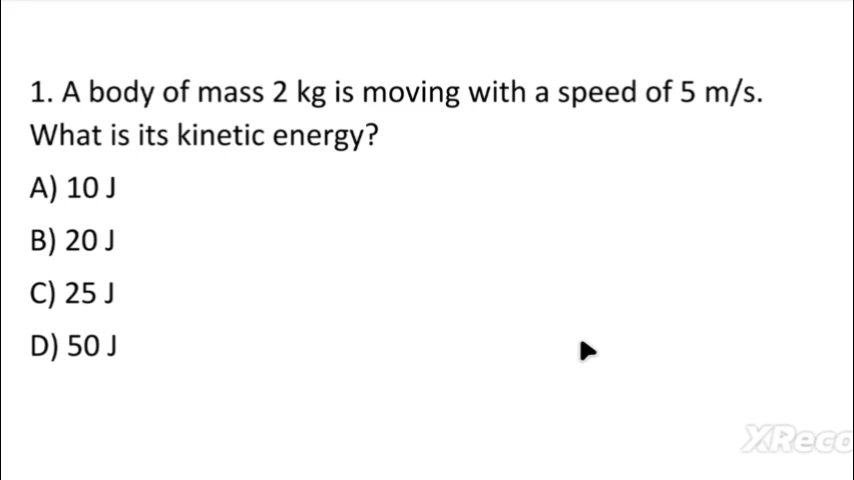 1. A body of mass 2 kg is moving with a speed of 5 m/s.
What is its kinetic energy?
A) 10 J
B) 20 J
C) 25 J
D) 50 J
XReco